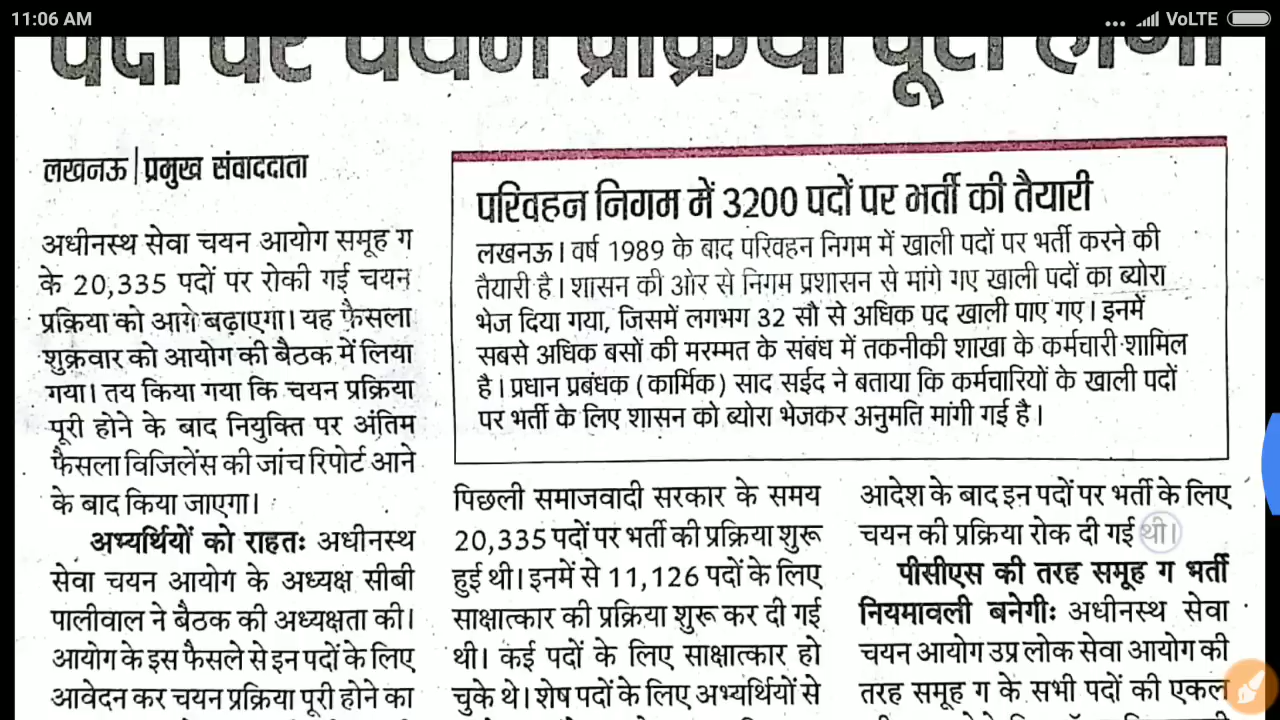 11:06 AM
VoLTE
पदों पर चयन प्रक्रिया पूरी होगी
लखनऊ | प्रमुख संवाददाता
अधीनस्थ सेवा चयन आयोग समूह ग
के 20,335 पदों पर रोकी गई चयन
प्रक्रिया को आगे बढ़ाएगा। यह फैसला
शुक्रवार को आयोग की बैठक में लिया
गया। तय किया गया कि चयन प्रक्रिया
पूरी होने के बाद नियुक्ति पर अंतिम
फैसला विजिलेंस की जांच रिपोर्ट आने
के बाद किया जाएगा।
अभ्यर्थियों को राहतः अधीनस्थ
सेवा चयन आयोग के अध्यक्ष सीबी
पालीवाल ने बैठक की अध्यक्षता की।
आयोग के इस फैसले से इन पदों के लिए
आवेदन कर चयन प्रक्रिया पूरी होने का
परिवहन निगम में 3200 पदों पर भर्ती की तैयारी
लखनऊ। वर्ष 1989 के बाद परिवहन निगम में खाली पदों पर भर्ती करने की
तैयारी है। शासन की ओर से निगम प्रशासन से मांगे गए खाली पदों का ब्योरा
भेज दिया गया, जिसमें लगभग 32 सौ से अधिक पद खाली पाए गए। इनमें
सबसे अधिक बसों की मरम्मत के संबंध में तकनीकी शाखा के कर्मचारी शामिल
है। प्रधान प्रबंधक (कार्मिक) साद सईद ने बताया कि कर्मचारियों के खाली पदों
पर भर्ती के लिए शासन को ब्योरा भेजकर अनुमति मांगी गई है।
पिछली समाजवादी सरकार के समय
20,335 पदों पर भर्ती की प्रक्रिया शुरू
हुई थी। इनमें से 11,126 पदों के लिए
साक्षात्कार की प्रक्रिया शुरू कर दी गई
थी। कई पदों के लिए साक्षात्कार हो
चुके थे। शेष पदों के लिए अभ्यर्थियों से
आदेश के बाद इन पदों पर भर्ती के लिए
चयन की प्रक्रिया रोक दी गई थी।
पीसीएस की तरह समूह ग भर्ती
नियमावली बनेगीः अधीनस्थ सेवा
चयन आयोग उप्र लोक सेवा आयोग की
तरह समूह ग के सभी पदों की एकल